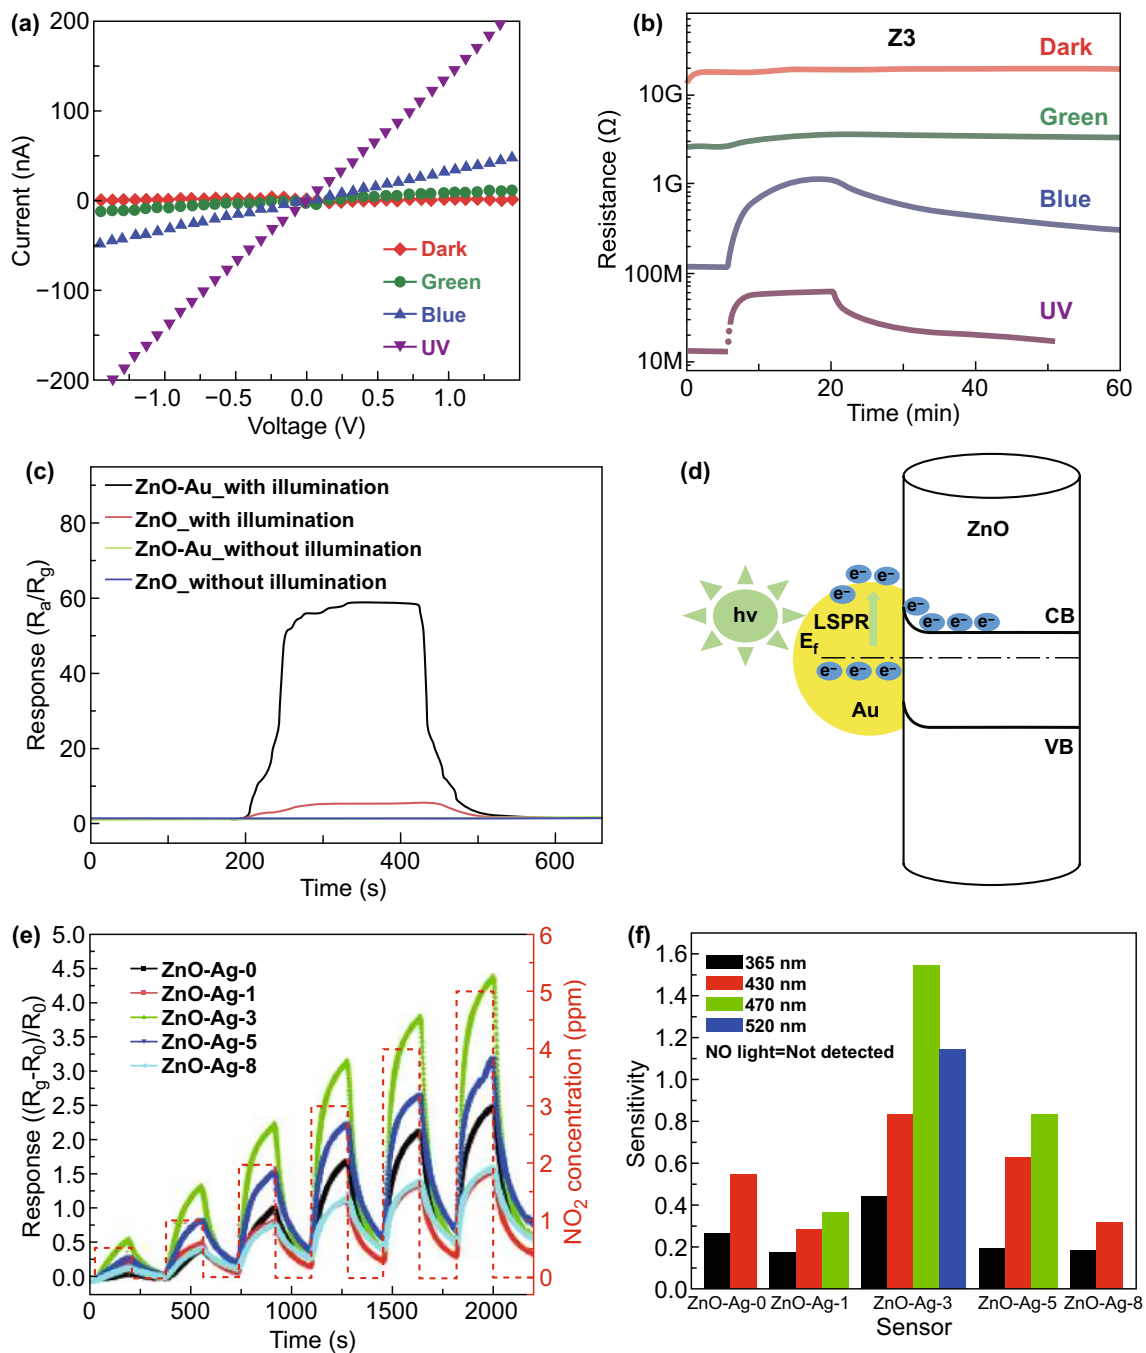 (a)
200
100
0
−100
−200
Current (nA)
−1.0
−0.5
0.0
0.5
1.0
Voltage (V)
Dark
Green
Blue
UV
(b)
Z3
10G
1G
100M
10M
Resistance (Ω)
Dark
Green
Blue
UV
0
20
40
60
Time (min)
(c)
ZnO-Au_with illumination
ZnO_with illumination
ZnO-Au_without illumination
ZnO_without illumination
80
60
40
20
0
Response (Ra/Rg)
0
200
400
600
Time (s)
(d)
ZnO
hv
e− e− e−
LSPR
Ef
e− e− e−
Au
e− e− e− e−
CB
VB
(e)
5.0
4.5
4.0
3.5
3.0
2.5
2.0
1.5
1.0
0.5
0.0
Response ((Rg-R0)/R0)
ZnO-Ag-0
ZnO-Ag-1
ZnO-Ag-3
ZnO-Ag-5
ZnO-Ag-8
6
5
4
3
2
1
0
NO2 concentration (ppm)
0
500
1000
1500
2000
Time (s)
(f)
1.6
1.4
1.2
1.0
0.8
0.6
0.4
0.2
0.0
Sensitivity
365 nm
430 nm
470 nm
520 nm
NO light=Not detected
ZnO-Ag-0
ZnO-Ag-1
ZnO-Ag-3
ZnO-Ag-5
ZnO-Ag-8
Sensor